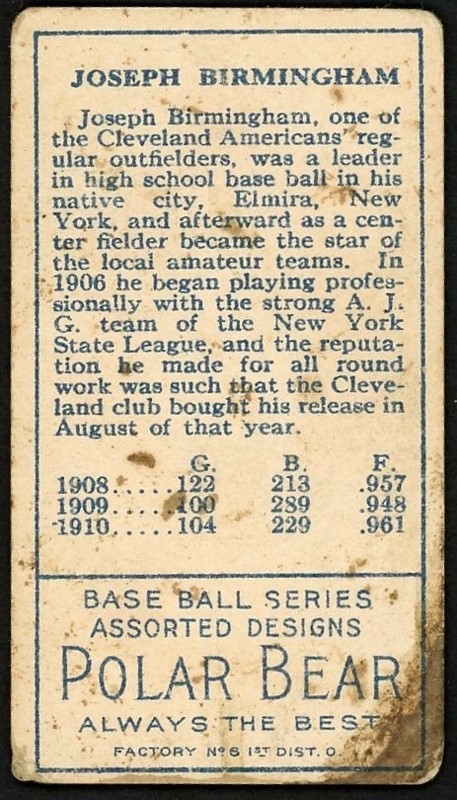 JOSEPH BIRMINGHAM
Joseph Birmingham, one of
the Cleveland Americans' reg-
ular outfielders, was a leader
in high school base ball in his
native city, Elmira, New
York, and afterward as a cen-
ter fielder became the star of
the local amateur teams. In
1906 he began playing profes-
sionally with the strong A. J.
G. team of the New York
State League, and the reputa-
tion he made for all round
work was such that the Cleve-
land club bought his release in
August of that year.
G. B. F.
1908.....122 213 .957
1909.....100 289 .948
1910.....104 229 .961
BASE BALL SERIES
ASSORTED DESIGNS
POLAR BEAR
ALWAYS THE BEST
FACTORY No 6 1ST DIST. O.